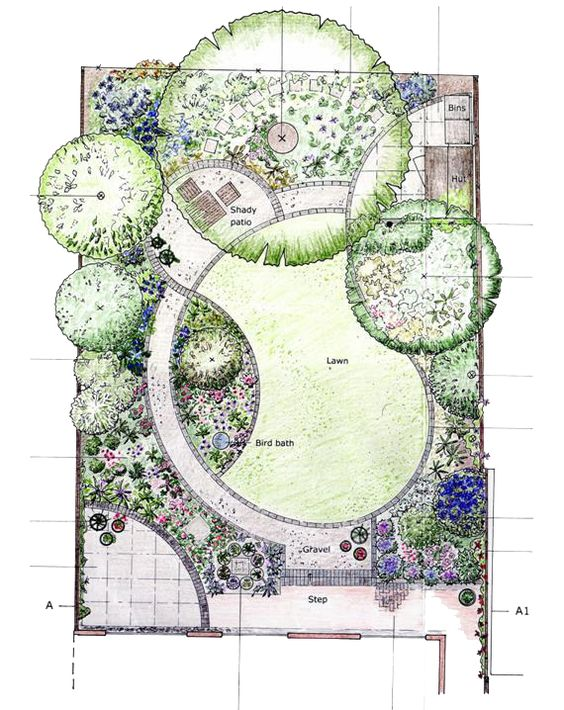 Bins
Hut
Shady
patio
Lawn
Bird bath
Gravel
Step
A
A1